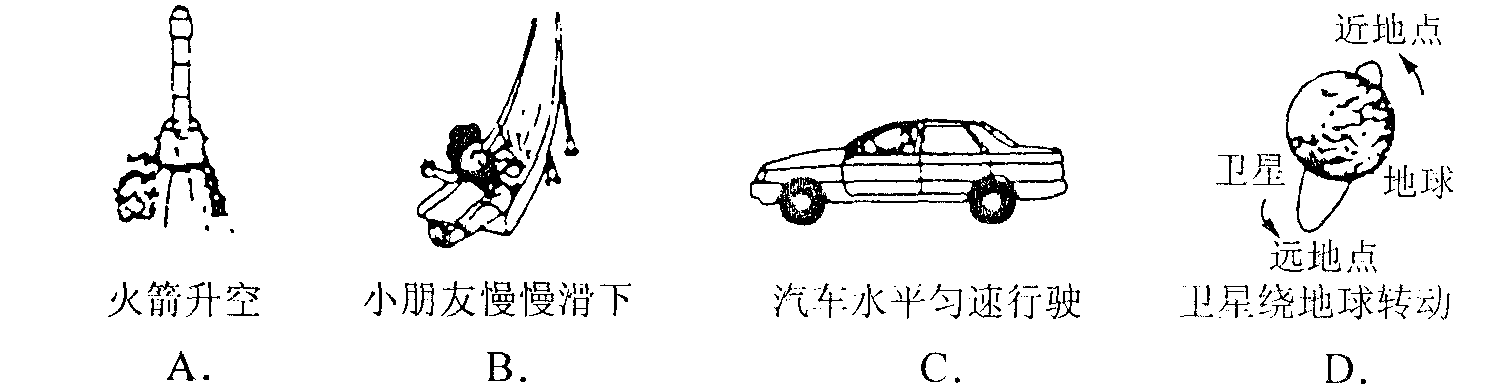 近地点
卫星
地球
远地点
火箭升空 小朋友慢慢滑下 汽车水平匀速行驶 卫星绕地球转动
A. B. C. D.